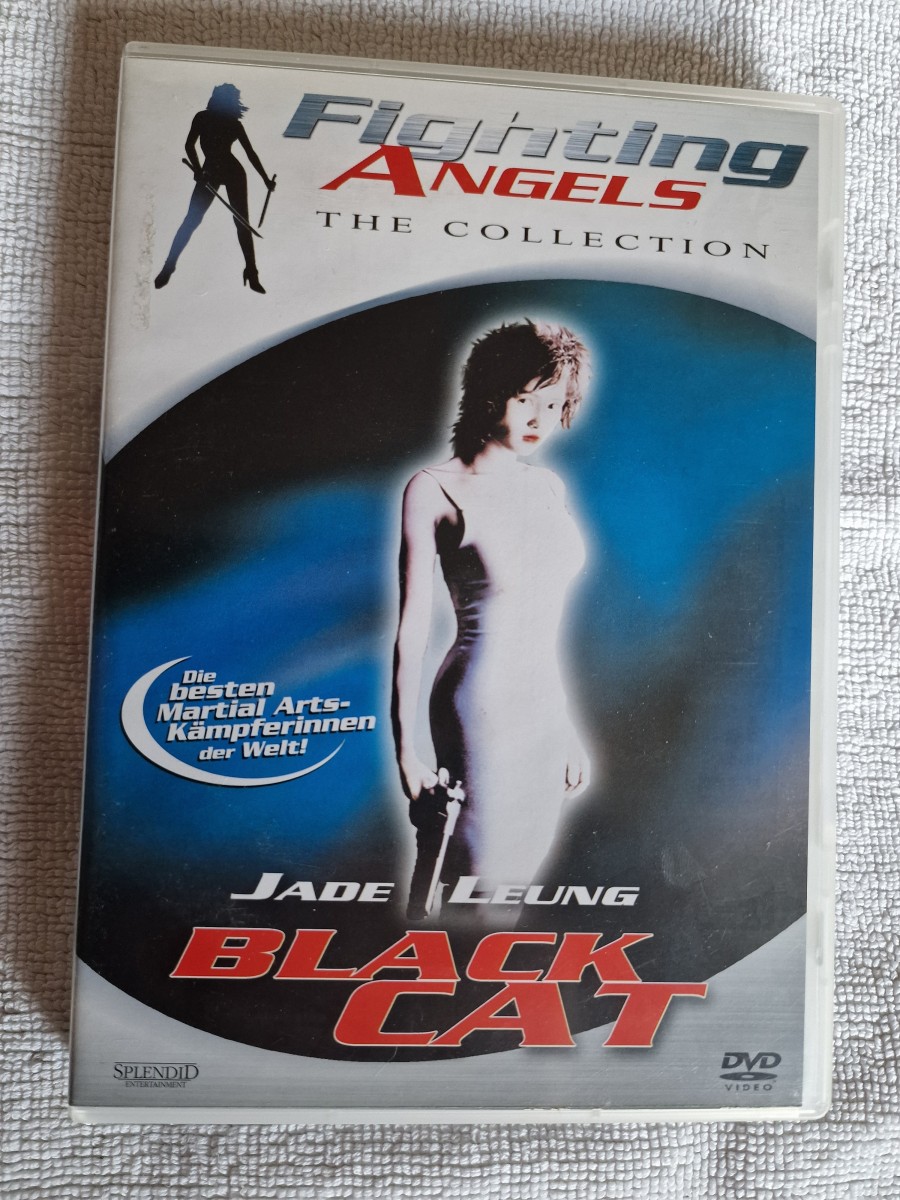 Fighting
ANGELS
THE COLLECTION
Die
besten
Martial Arts-
Kämpferinnen
der Welt!
JADE LEUNG
BLACK
CAT
SPLENDID
ENTERTAINMENT
DVD
VIDEO